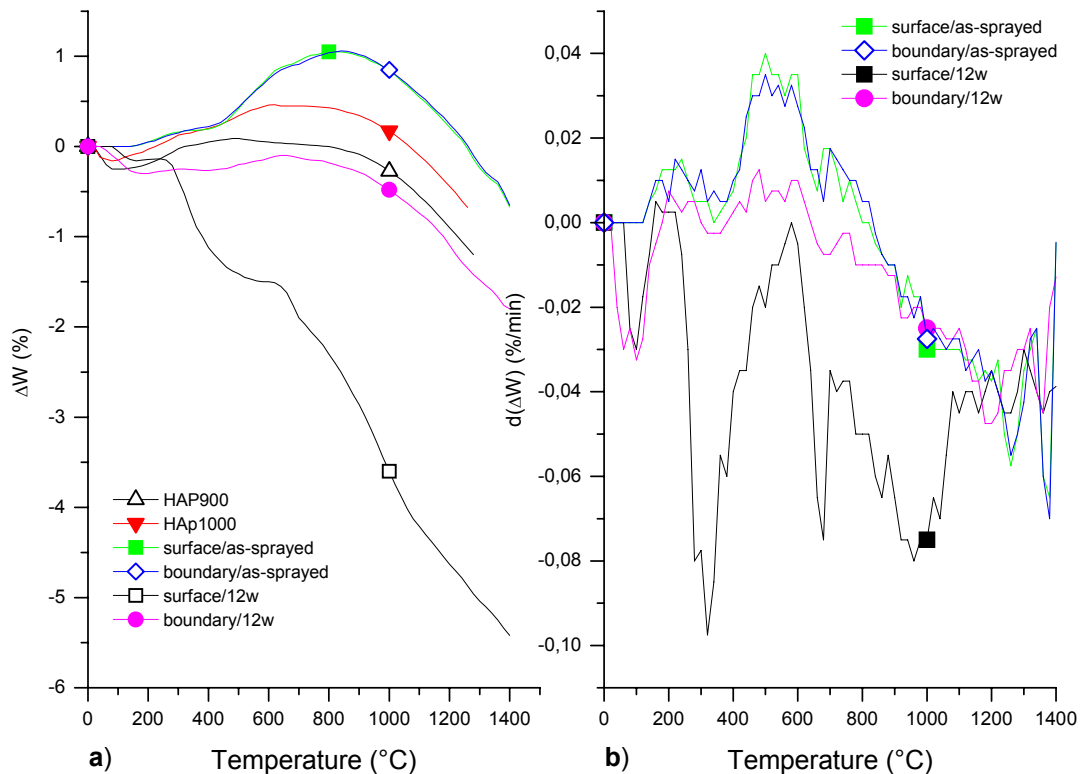 1
0
-1
-2
-3
-4
-5
-6
ΔW (%)
HAP900
HAp1000
surface/as-sprayed
boundary/as-sprayed
surface/12w
boundary/12w
0 200 400 600 800 1000 1200 1400
a) Temperature (°C)
0,04
0,02
0,00
-0,02
-0,04
-0,06
-0,08
-0,10
d(ΔW) (%/min)
surface/as-sprayed
boundary/as-sprayed
surface/12w
boundary/12w
0 200 400 600 800 1000 1200 1400
b) Temperature (°C)